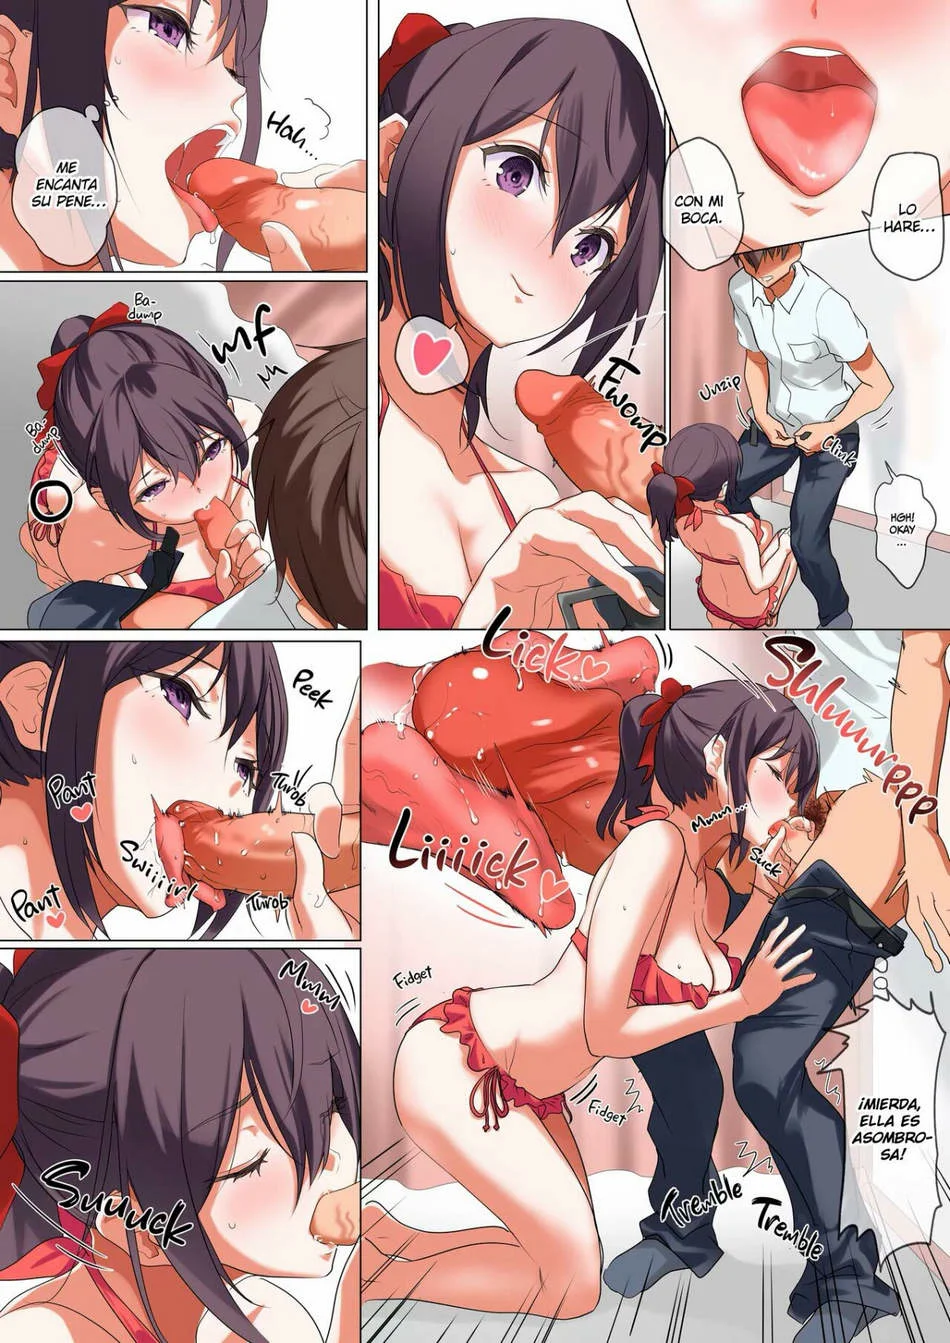 LO
HARE...
CON MI
BOCA.
Unzip
Clink
HGH!
OKAY
...
Fwomp
Hah...
ME
ENCANTA
SU PENE...
Ba-
dump
mf
Ba-
dump
Shluuurppp
Lick
Liiiick
Mmm...
Suck
Fidget
Fidget
¡MIERDA,
ELLA ES
ASOMBRO-
SA!
Tremble
Tremble
Peek
Pant
Throb
Swiiiir!
Throb
Pant
Mmm
Suuuck